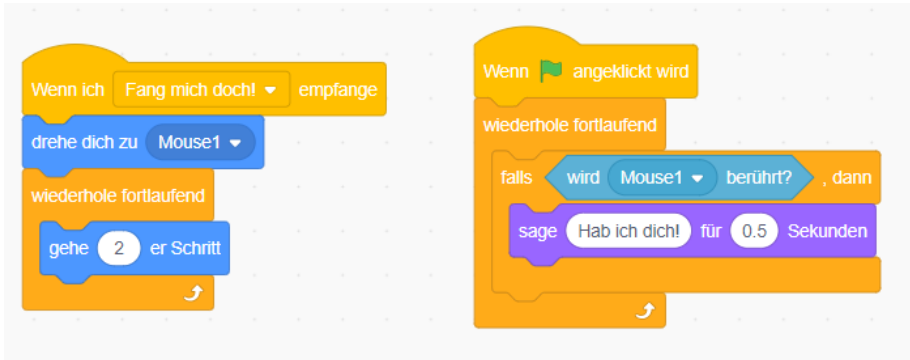 Wenn ich Fang mich doch! empfange
drehe dich zu Mouse1
wiederhole fortlaufend
gehe 2 er Schritt
Wenn angeklickt wird
wiederhole fortlaufend
falls wird Mouse1 berührt? , dann
sage Hab ich dich! für 0.5 Sekunden